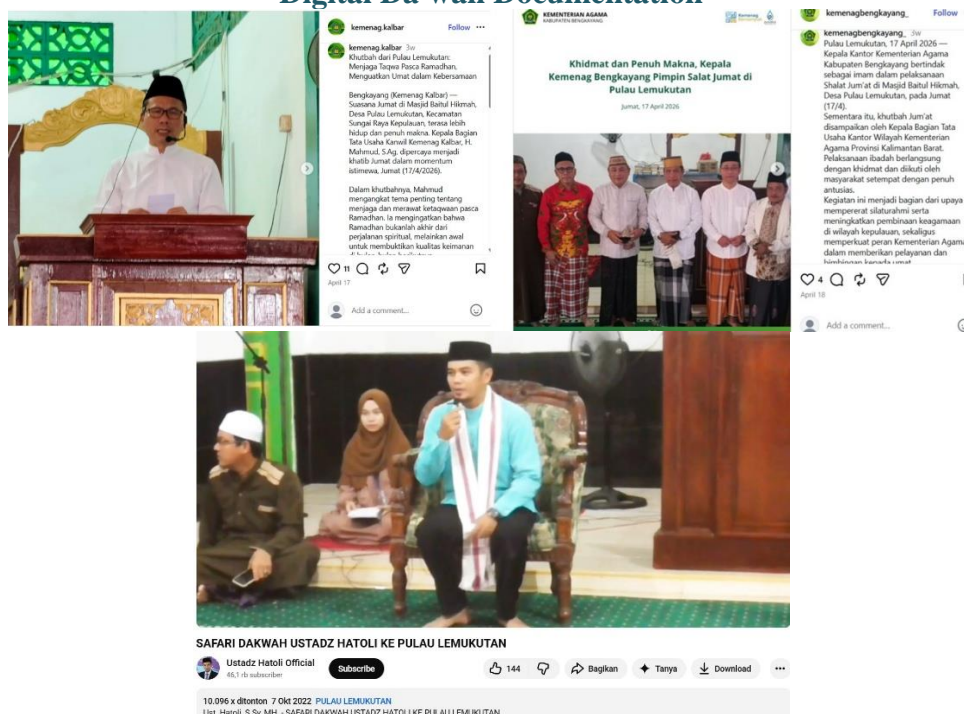 Digital Da'wah Documentation
kemenag.kalbar Follow
kemenag.kalbar 3w
Khutbah dari Pulau Lemukutan:
Menjaga Taqwa Pasca Ramadhan,
Menguatkan Umat dalam Kebersamaan
Bengkayang (Kemenag Kalbar) —
Suasana Jumat di Masjid Baitul Hikmah,
Desa Pulau Lemukutan, Kecamatan
Sungai Raya Kepulauan, terasa lebih
hidup dan penuh makna. Kepala Bagian
Tata Usaha Kanwil Kemenag Kalbar, H.
Mahmud, S.Ag, dipercaya menjadi
khatib Jumat dalam momentum
istimewa, Jumat (17/4/2026).
Dalam khutbahnya, Mahmud
mengangkat tema penting tentang
menjaga dan merawat ketaqwaan pasca
Ramadhan. Ia mengingatkan bahwa
Ramadhan bukanlah akhir dari
perjalanan spiritual, melainkan awal
untuk membuktikan kualitas keimanan
11
April 17
Add a comment...
KEMENTERIAN AGAMA
KABUPATEN BENGKAYANG
Khidmat dan Penuh Makna, Kepala
Kemenag Bengkayang Pimpin Salat Jumat di
Pulau Lemukutan
Jumat, 17 April 2026
kemenagbengkayang_ Follow
kemenagbengkayang_ 3w
Pulau Lemukutan, 17 April 2026 —
Kepala Kantor Kementerian Agama
Kabupaten Bengkayang bertindak
sebagai imam dalam pelaksanaan
Shalat Jum'at di Masjid Baitul Hikmah,
Desa Pulau Lemukutan, pada Jumat
(17/4).
Sementara itu, khutbah Jum'at
disampaikan oleh Kepala Bagian Tata
Usaha Kantor Wilayah Kementerian
Agama Provinsi Kalimantan Barat.
Pelaksanaan ibadah berlangsung
dengan khidmat dan diikuti oleh
masyarakat setempat dengan penuh
antusias.
Kegiatan ini menjadi bagian dari upaya
mempererat silaturahmi serta
meningkatkan pembinaan keagamaan
di wilayah kepulauan, sekaligus
memperkuat peran Kementerian Agama
dalam memberikan pelayanan dan
bimbingan kepada umat
4
April 18
Add a comment...
SAFARI DAKWAH USTADZ HATOLI KE PULAU LEMUKUTAN
Ustadz Hatoli Official
46,1 rb subscriber
Subscribe
144
Bagikan
Tanya
Download
10.096 x ditonton 7 Okt 2022 PULAU LEMUKUTAN
Ust. Hatoli, S.Sy, MH. - SAFARI DAKWAH USTADZ HATOLI KE PULAU LEMUKUTAN